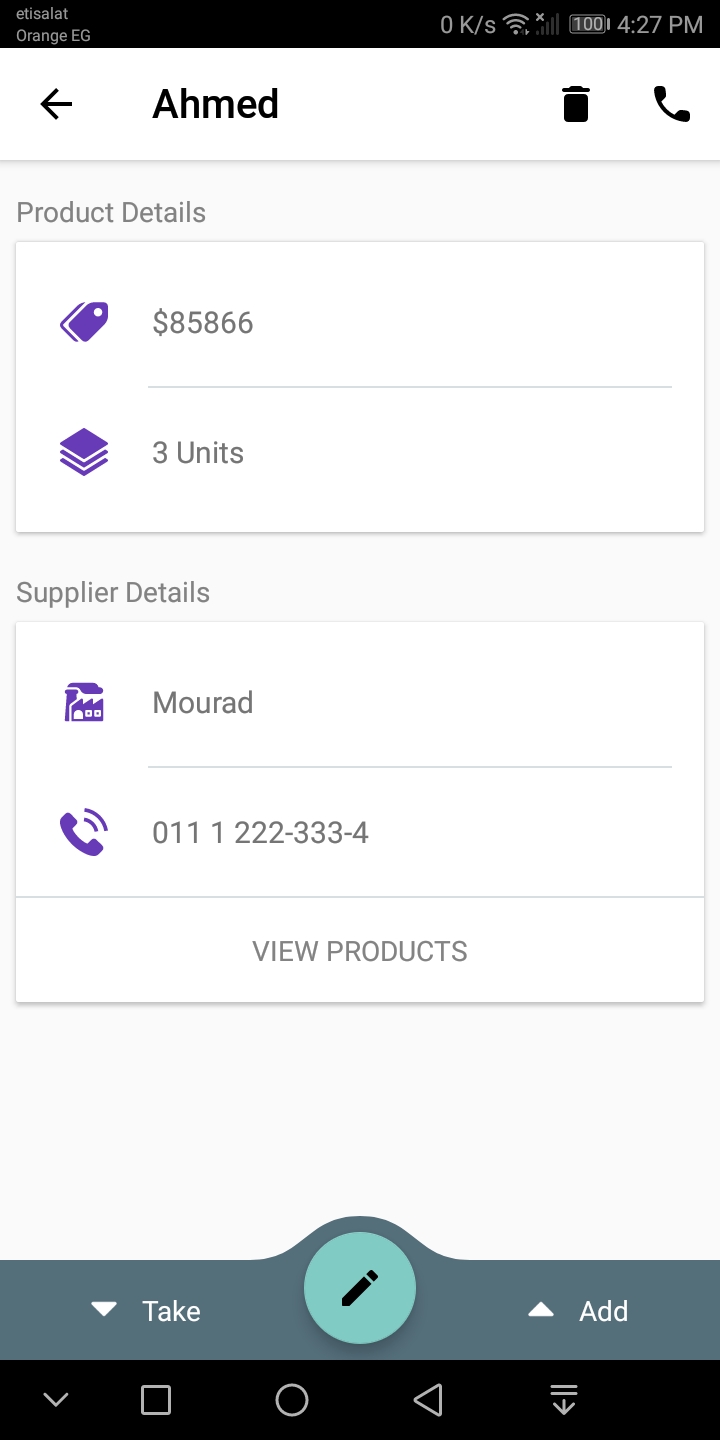 etisalat
Orange EG
0 K/s 100 4:27 PM
Ahmed
Product Details
$85866
3 Units
Supplier Details
Mourad
011 1 222-333-4
VIEW PRODUCTS
Take
Add